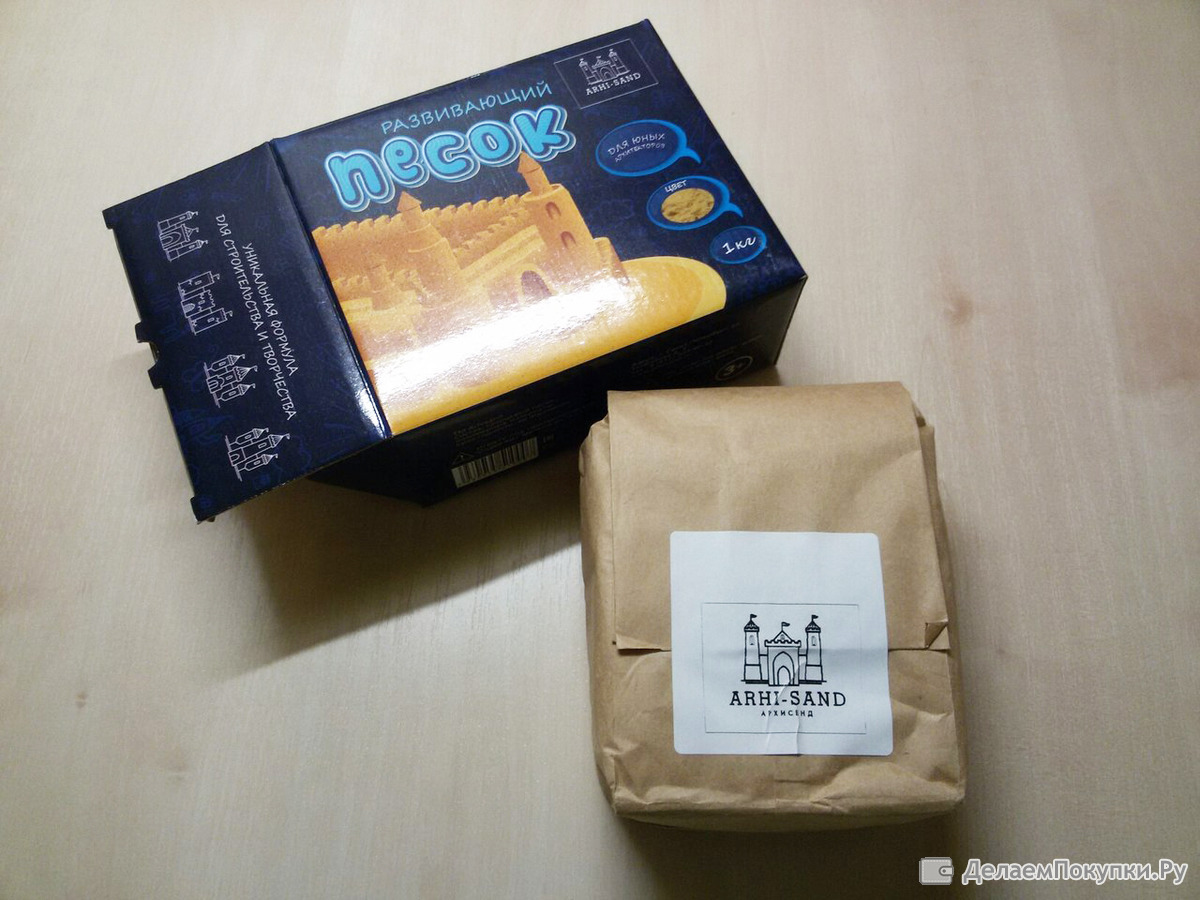 ARHI-SAND
РАЗВИВАЮЩИЙ
песок
ДЛЯ ЮНЫХ
АРХИТЕКТОРОВ
ЦВЕТ
1 кг
УНИКАЛЬНАЯ ФОРМУЛА
ДЛЯ СТРОИТЕЛЬСТВА И ТВОРЧЕСТВА
3+
ARHI-SAND
АРХИСЕНД
ДелаемПокупки.Ру